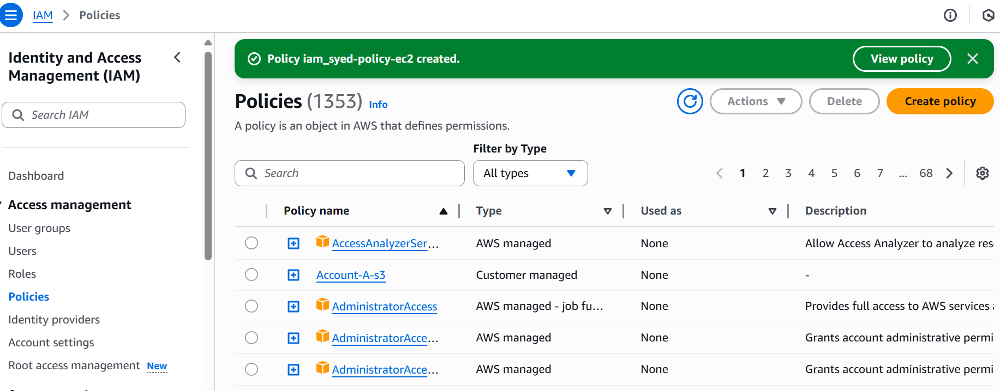 IAM > Policies
Identity and Access
Management (IAM)
Search IAM
Dashboard
Access management
User groups
Users
Roles
Policies
Identity providers
Account settings
Root access management New
Policy iam_syed-policy-ec2 created.
View policy
Policies (1353) Info
Actions
Delete
Create policy
A policy is an object in AWS that defines permissions.
Filter by Type
Search
All types
1 2 3 4 5 6 7 ... 68
Policy name Type Used as Description
AccessAnalyzerSer... AWS managed None Allow Access Analyzer to analyze res
Account-A-s3 Customer managed None -
AdministratorAccess AWS managed - job fu... None Provides full access to AWS services
AdministratorAcce... AWS managed None Grants account administrative permi
AdministratorAcce... AWS managed None Grants account administrative permi